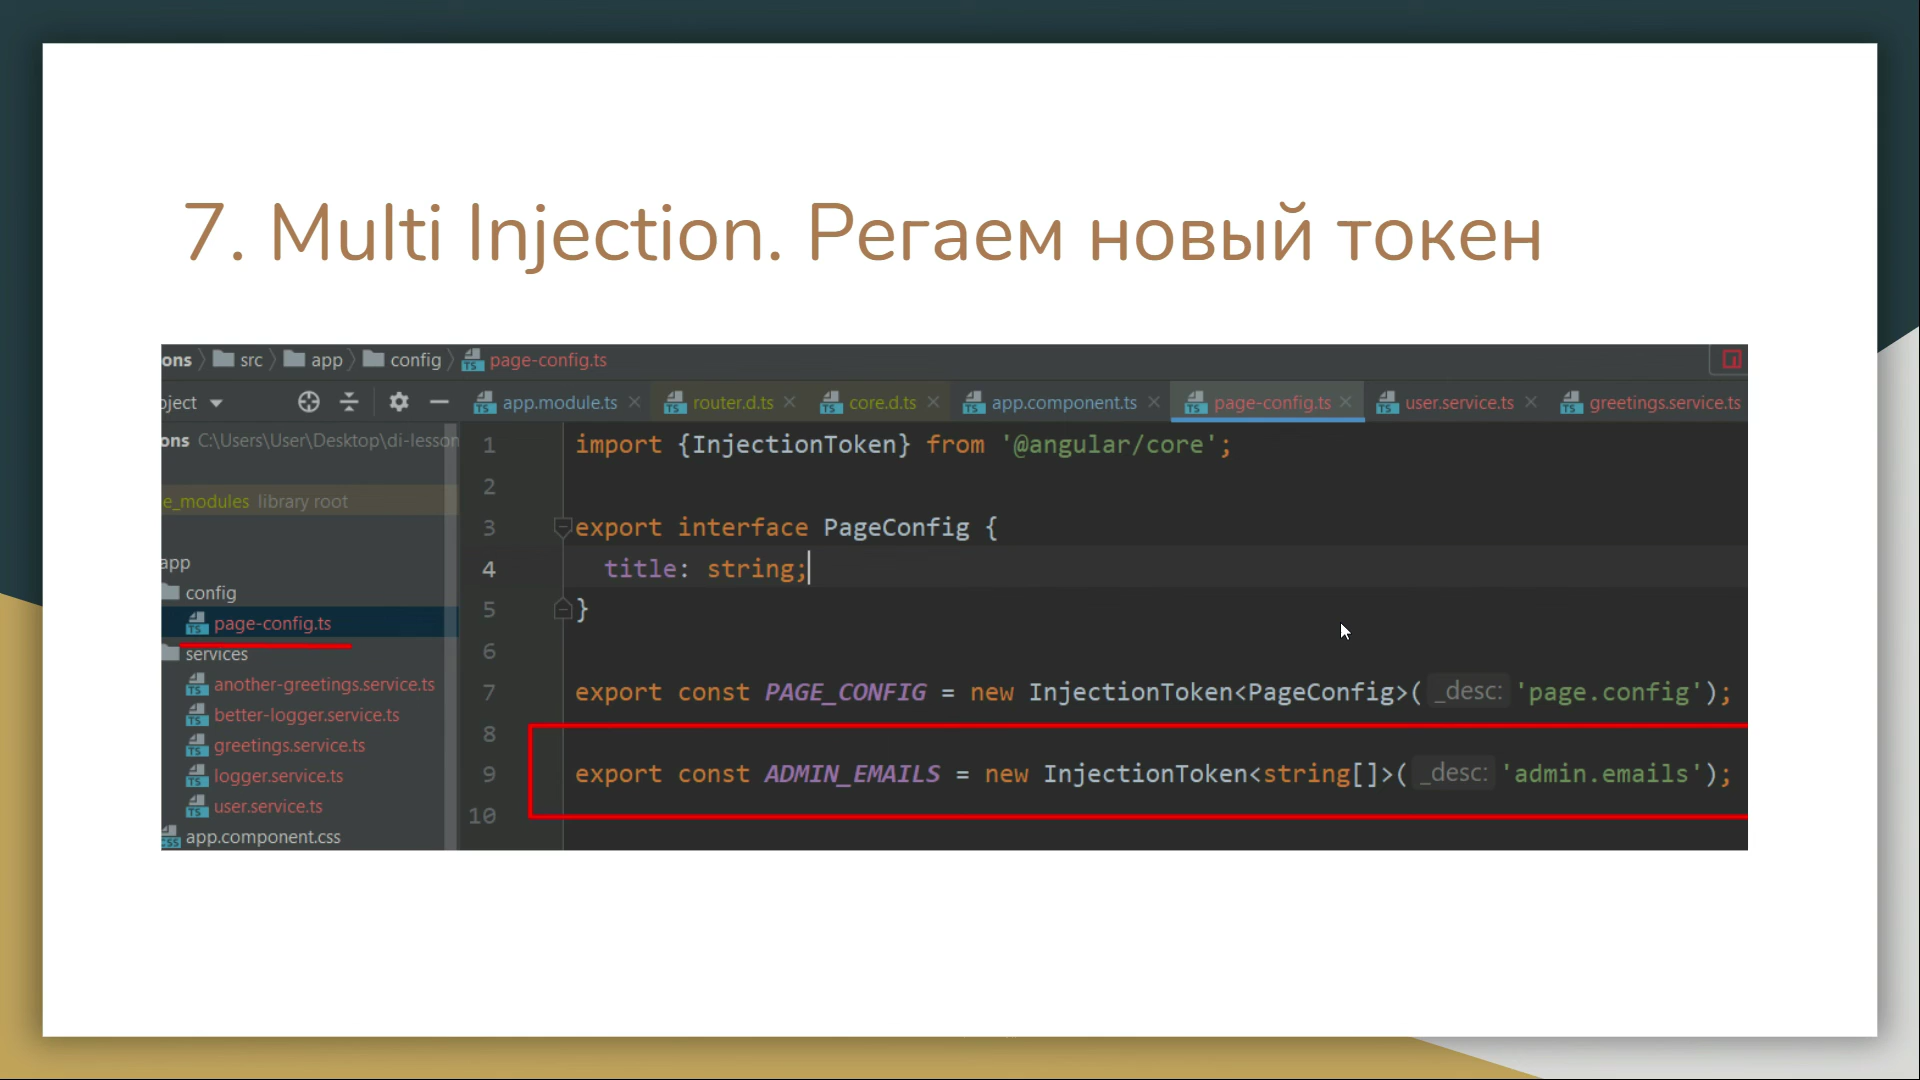 7. Multi Injection. Регаем новый токен
ons src app config page-config.ts
oject app.module.ts router.d.ts core.d.ts app.component.ts page-config.ts user.service.ts greetings.service.ts
ons C:\Users\User\Desktop\di-lesson
e_modules library root
app
config
page-config.ts
services
another-greetings.service.ts
better-logger.service.ts
greetings.service.ts
logger.service.ts
user.service.ts
app.component.css
1 import {InjectionToken} from '@angular/core';
2
3 export interface PageConfig {
4 title: string;
5 }
6
7 export const PAGE_CONFIG = new InjectionToken<PageConfig>( _desc: 'page.config');
8
9 export const ADMIN_EMAILS = new InjectionToken<string[]>( _desc: 'admin.emails');
10